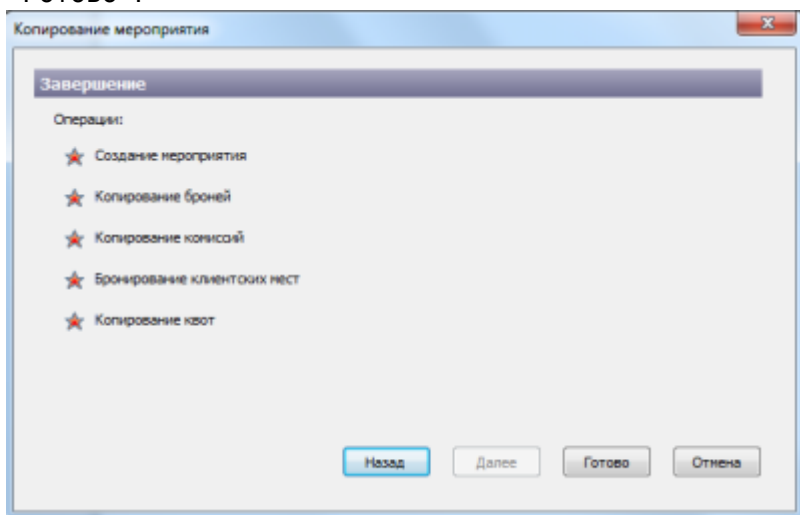 "Готово".
Копирование мероприятия
Завершение
Операции:
Создание мероприятия
Копирование броней
Копирование комиссий
Бронирование клиентских мест
Копирование квот
Назад
Далее
Готово
Отмена